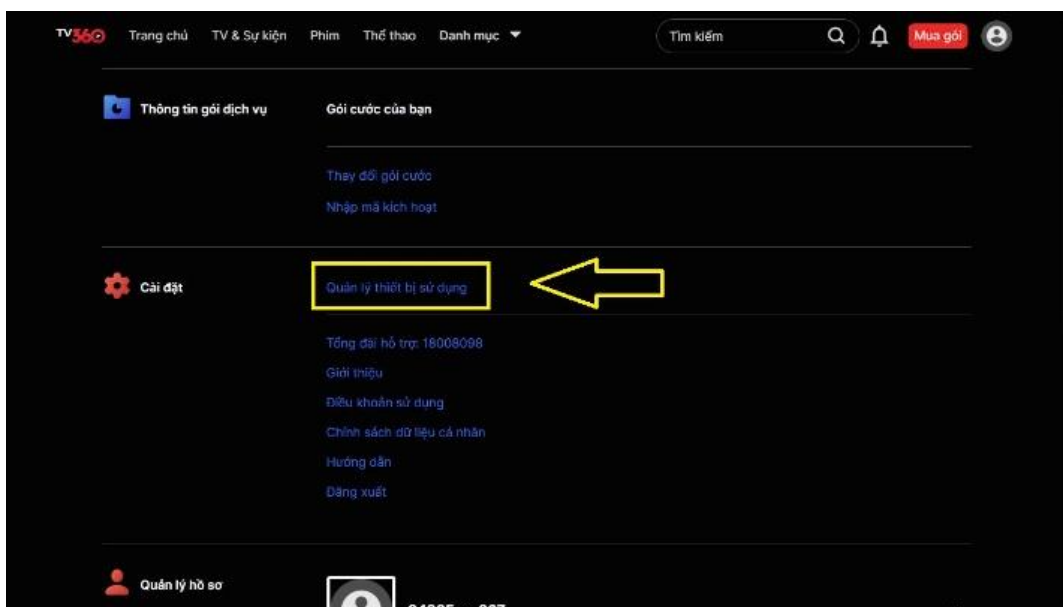 TV360 Trang chủ TV & Sự kiện Phim Thể thao Danh mục Tìm kiếm Mua gói
Thông tin gói dịch vụ Gói cước của bạn
Thay đổi gói cước
Nhập mã kích hoạt
Cài đặt Quản lý thiết bị sử dụng
Tổng đài hỗ trợ: 18008098
Giới thiệu
Điều khoản sử dụng
Chính sách dữ liệu cá nhân
Hướng dẫn
Đăng xuất
Quản lý hồ sơ